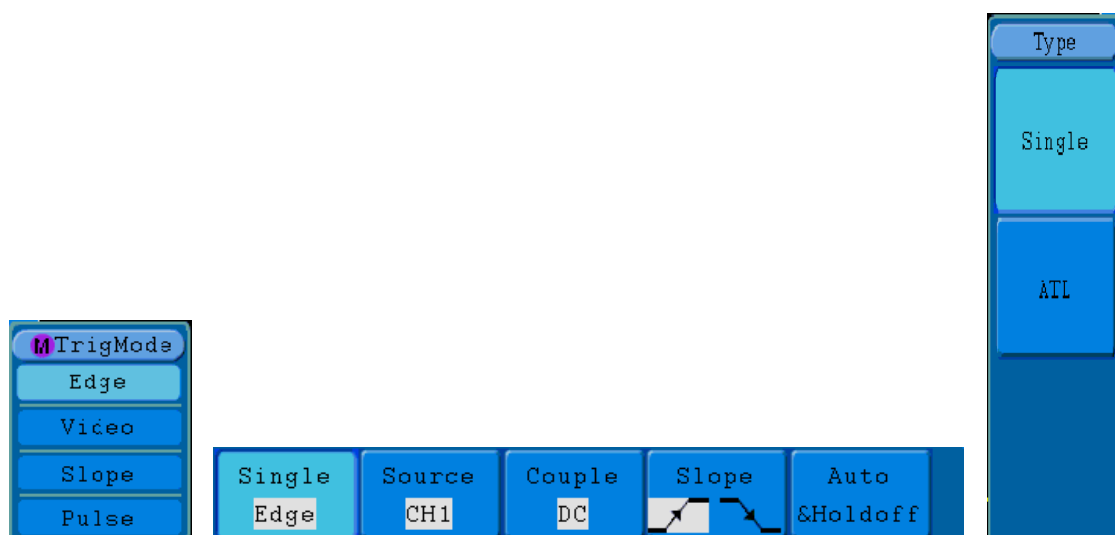 Type
Single
ATL
M TrigMode
Edge
Video
Slope
Pulse
Single Source Couple Slope Auto
Edge CH1 DC &Holdoff